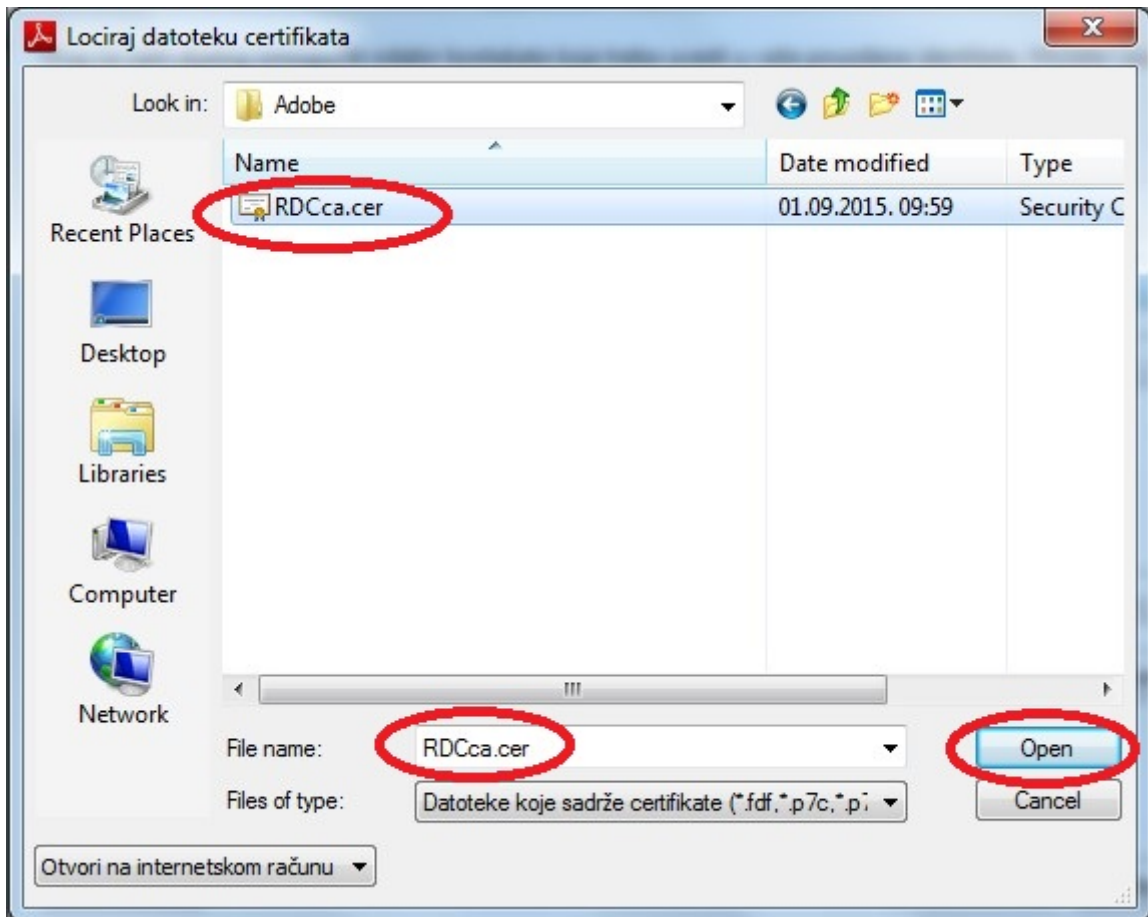 Lociraj datoteku certifikata
Look in: Adobe
Name Date modified Type
RDCca.cer 01.09.2015. 09:59 Security C
Recent Places
Desktop
Libraries
Computer
Network
File name: RDCca.cer Open
Files of type: Datoteke koje sadrže certifikate (*.fdf,*.p7c,*.p7 Cancel
Otvori na internetskom računu